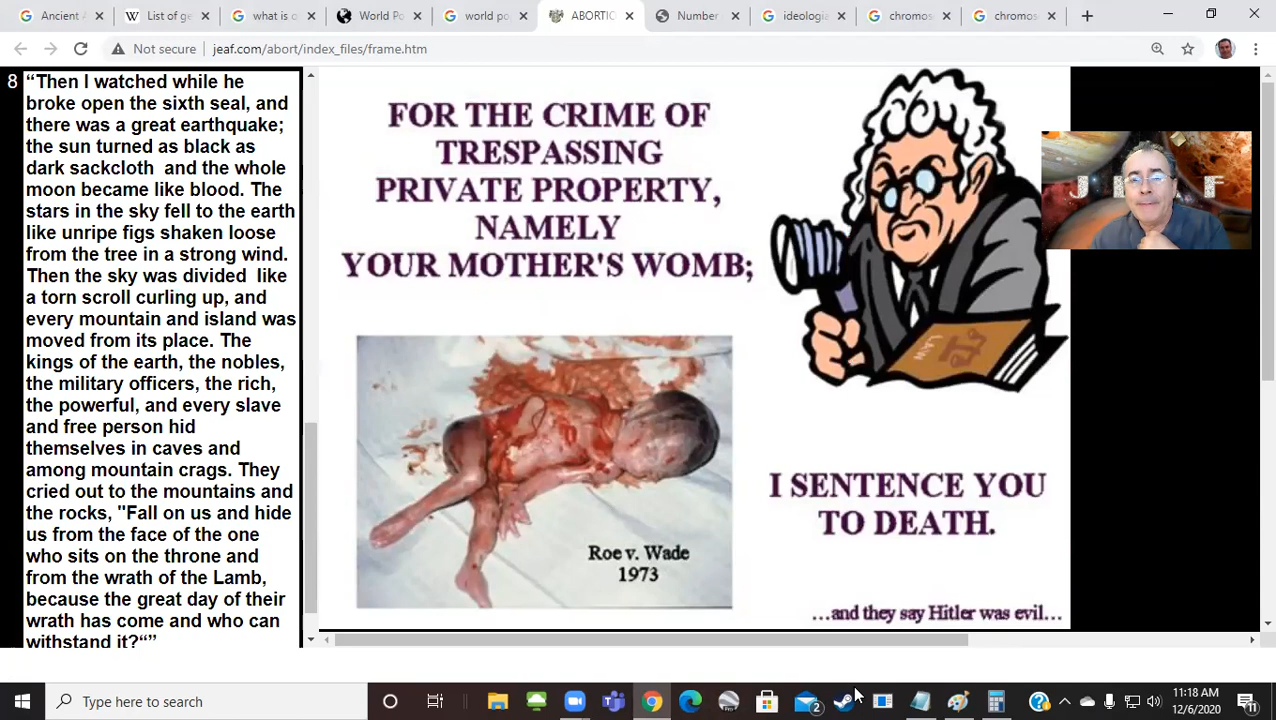 Ancient A
List of ge
what is o
World Po
world pop
ABORTIC
Number
ideologia
chromos
chromos
Not secure
jeaf.com/abort/index_files/frame.htm
8
“Then I watched while he
broke open the sixth seal, and
there was a great earthquake;
the sun turned as black as
dark sackcloth and the whole
moon became like blood. The
stars in the sky fell to the earth
like unripe figs shaken loose
from the tree in a strong wind.
Then the sky was divided like
a torn scroll curling up, and
every mountain and island was
moved from its place. The
kings of the earth, the nobles,
the military officers, the rich,
the powerful, and every slave
and free person hid
themselves in caves and
among mountain crags. They
cried out to the mountains and
the rocks, "Fall on us and hide
us from the face of the one
who sits on the throne and
from the wrath of the Lamb,
because the great day of their
wrath has come and who can
withstand it?“”
FOR THE CRIME OF
TRESPASSING
PRIVATE PROPERTY,
NAMELY
YOUR MOTHER'S WOMB;
LAW
Roe v. Wade
1973
I SENTENCE YOU
TO DEATH.
...and they say Hitler was evil...
J E A F
Type here to search
2
11:18 AM
12/6/2020
11